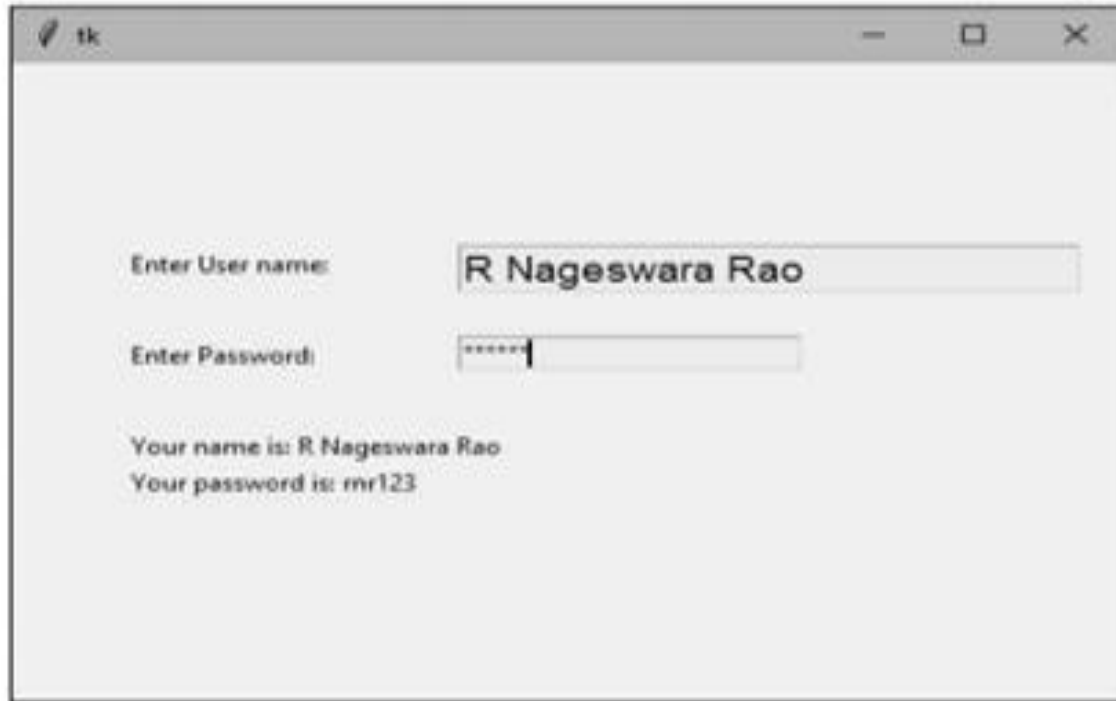 tk
Enter User name: R Nageswara Rao
Enter Password: ******
Your name is: R Nageswara Rao
Your password is: rnr123